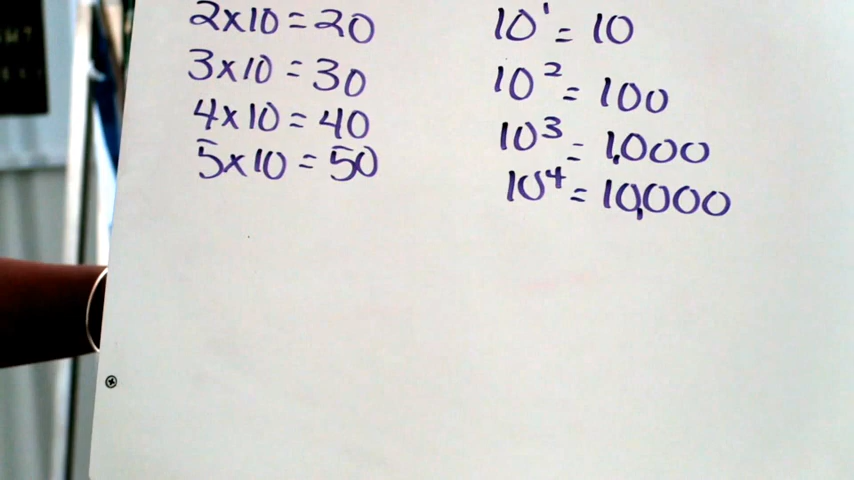 2x10 = 20
3x10 = 30
4x10 = 40
5x10 = 50
10¹ = 10
10² = 100
10³ = 1,000
10⁴ = 10,000